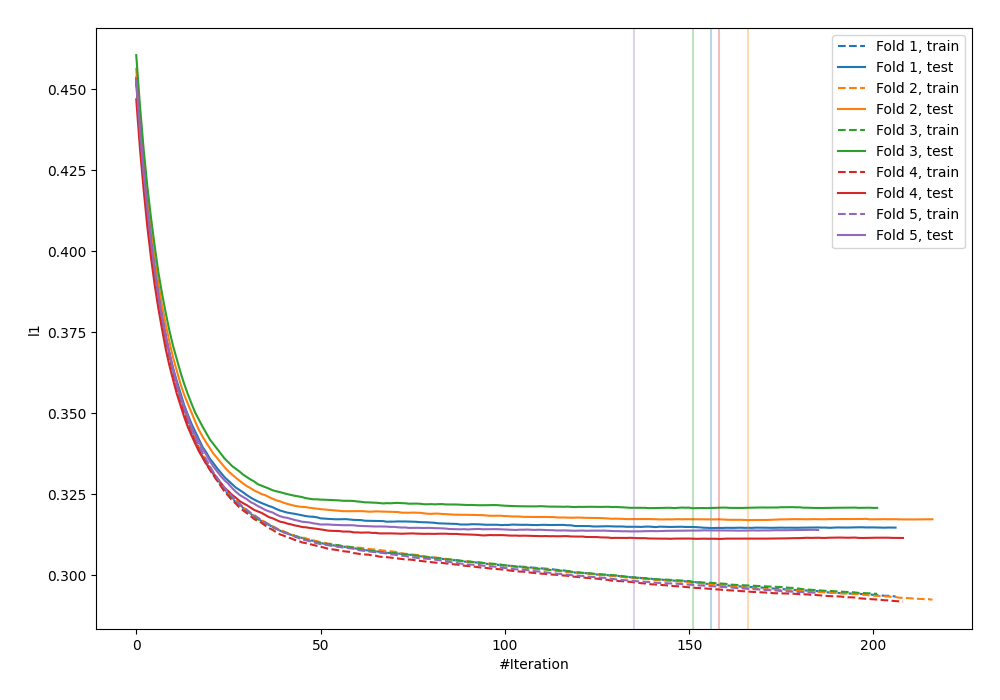 0.450
0.425
0.400
0.375
0.350
0.325
0.300
l1
0
50
100
150
200
#Iteration
Fold 1, train
Fold 1, test
Fold 2, train
Fold 2, test
Fold 3, train
Fold 3, test
Fold 4, train
Fold 4, test
Fold 5, train
Fold 5, test